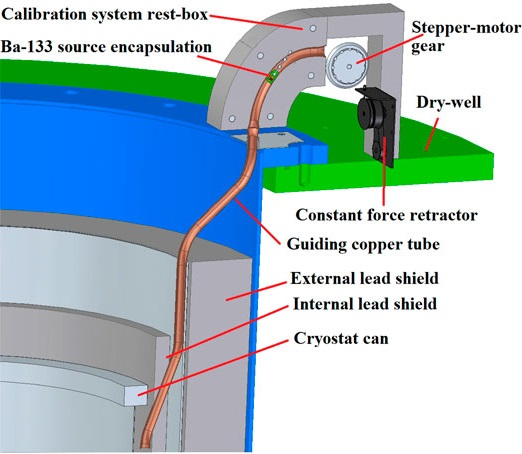 Calibration system rest-box
Ba-133 source encapsulation
Stepper-motor
gear
Dry-well
Constant force retractor
Guiding copper tube
External lead shield
Internal lead shield
Cryostat can